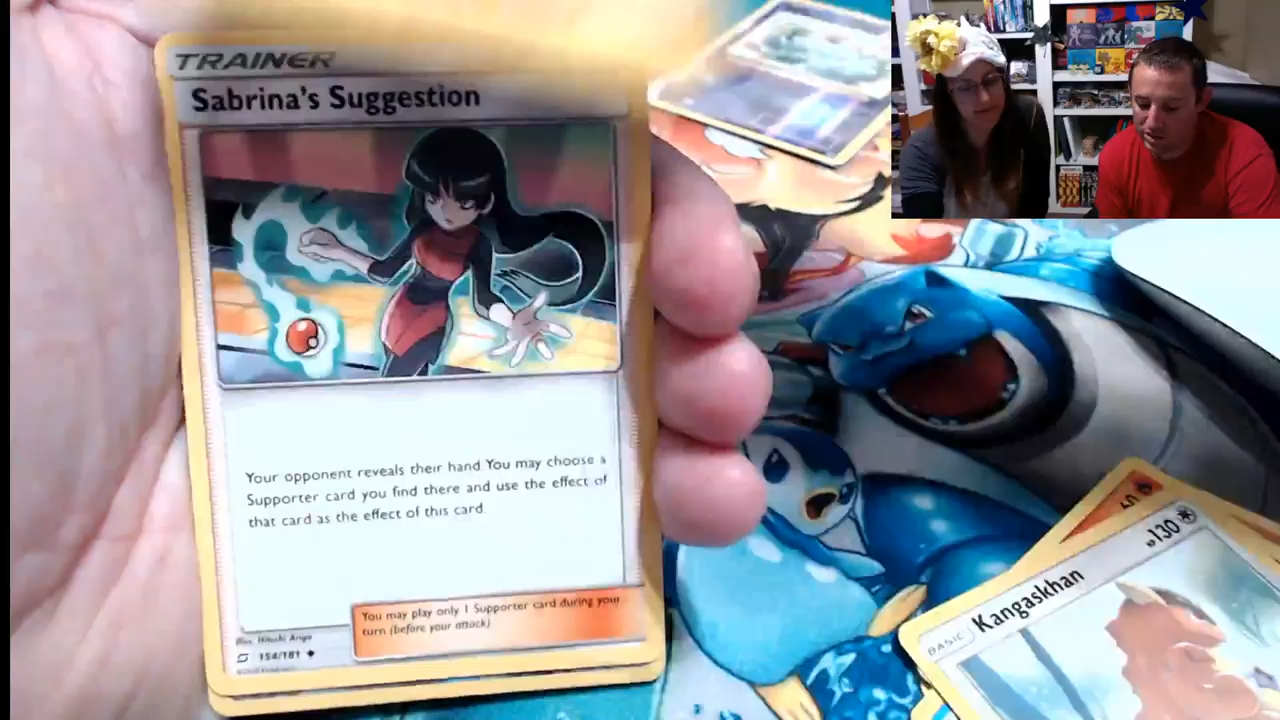 TRAINER
Sabrina's Suggestion
Your opponent reveals their hand You may choose a
Supporter card you find there and use the effect of
that card as the effect of this card.
You may play only 1 Supporter card during your
turn (before your attack)
Illus. Hitoshi Ariga
154/181
BASIC Kangaskhan HP130
40